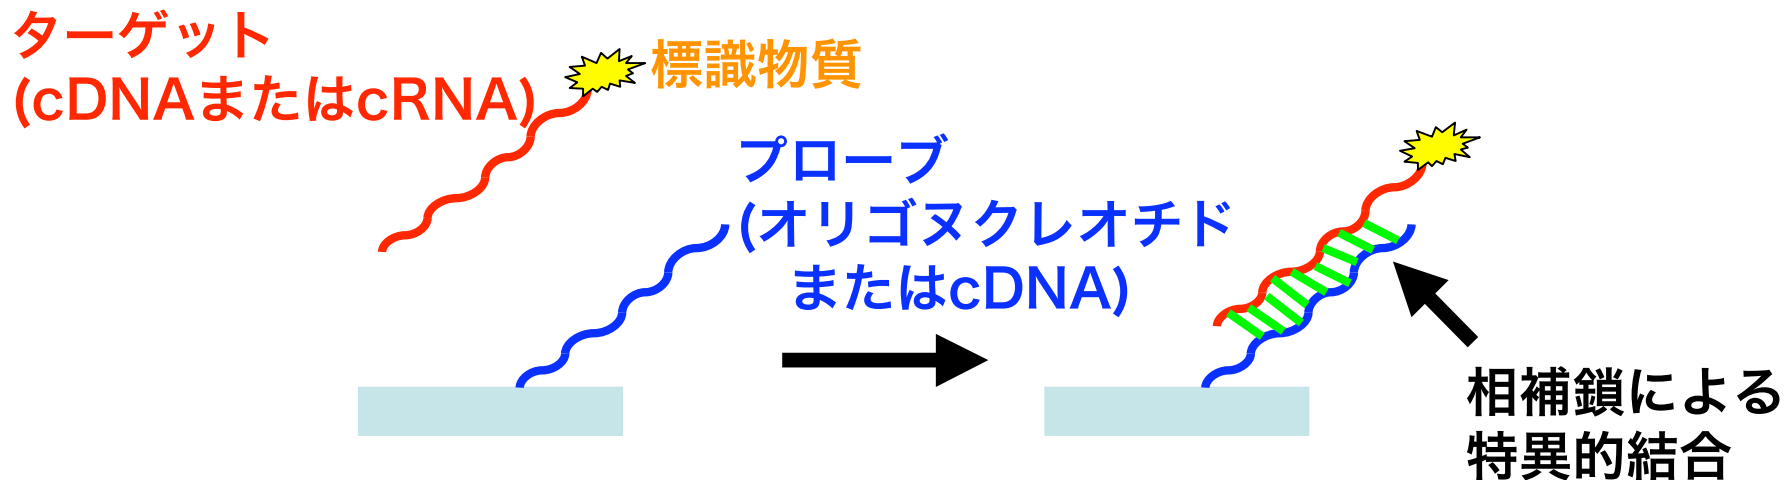 ターゲット
(cDNAまたはcRNA)
標識物質
プローブ
(オリゴヌクレオチド
またはcDNA)
相補鎖による
特異的結合